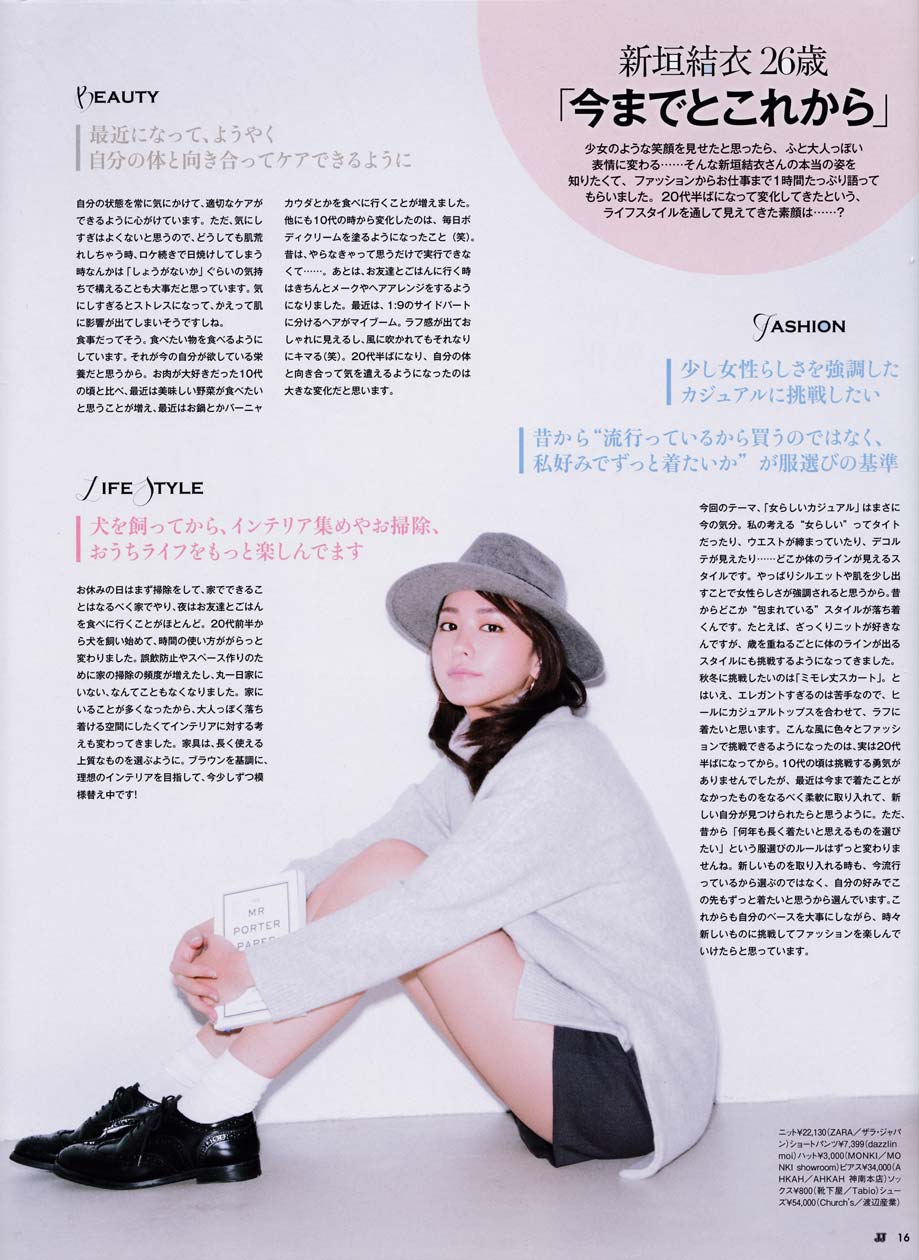 新垣結衣 26歳
「今までとこれから」
少女のような笑顔を見せたと思ったら、ふと大人っぽい
表情に変わる……そんな新垣結衣さんの本当の姿を
知りたくて、ファッションからお仕事まで1時間たっぷり語って
もらいました。20代半ばになって変化してきたという、
ライフスタイルを通して見えてきた素顔は……?
BEAUTY
最近になって、ようやく
自分の体と向き合ってケアできるように
自分の状態を常に気にかけて、適切なケアが
できるように心がけています。ただ、気にし
すぎはよくないと思うので、どうしても肌荒
れしちゃう時、ロケ続きで日焼けしてしまう
時なんかは「しょうがないか」ぐらいの気持
ちで構えることも大事だと思っています。気
にしすぎるとストレスになって、かえって肌
に影響が出てしまいそうですしね。
食事だってそう。食べたい物を食べるように
しています。それが今の自分が欲している栄
養だと思うから。お肉が大好きだった10代
の頃と比べ、最近は美味しい野菜が食べたい
と思うことが増え、最近はお鍋とかバーニャ
カウダとかを食べに行くことが増えました。
他にも10代の時から変化したのは、毎日ボ
ディクリームを塗るようになったこと(笑)。
昔は、やらなきゃって思うだけで実行できな
くて……。あとは、お友達とごはんに行く時
はきちんとメークやヘアアレンジをするよう
になりました。最近は、1:9のサイドパート
に分けるヘアがマイブーム。ラフ感が出てお
しゃれに見えるし、風に吹かれてもそれなり
にキマる(笑)。20代半ばになり、自分の体
と向き合って気を遣えるようになったのは
大きな変化だと思います。
FASHION
少し女性らしさを強調した
カジュアルに挑戦したい
昔から“流行っているから買うのではなく、
私好みでずっと着たいか” が服選びの基準
今回のテーマ、「女らしいカジュアル」はまさに
今の気分。私の考える“女らしい”ってタイト
だったり、ウエストが締まっていたり、デコル
テが見えたり……どこか体のラインが見えるス
タイルです。やっぱりシルエットや肌を少し出
すことで女性らしさが強調されると思うから。昔
からどこか“包まれている”スタイルが落ち着
くんです。たとえば、ざっくりニットが好きな
んですが、歳を重ねるごとに体のラインが出る
スタイルにも挑戦するようになってきました。
秋冬に挑戦したいのは「ミモレ丈スカート」。と
はいえ、エレガントすぎるのは苦手なので、ヒ
ールにカジュアルトップスを合わせて、ラフに
着たいと思います。こんな風に色々とファッシ
ョンで挑戦できるようになったのは、実は20代
半ばになってから。10代の頃は挑戦する勇気が
ありませんでしたが、最近は今まで着たことが
なかったものをなるべく柔軟に取り入れて、新
しい自分が見つけられたらと思うように。ただ、
昔から「何年も長く着たいと思えるものを選び
たい」という服選びのルールはずっと変わりま
せんね。新しいものを取り入れる時も、今流行
っているから選ぶのではなく、自分の好みでこ
の先もずっと着たいと思うから選んでいます。こ
れからも自分のベースを大事にしながら、時々
新しいものに挑戦してファッションを楽しんで
いけたらと思っています。
LIFE STYLE
犬を飼ってから、インテリア集めやお掃除、
おうちライフをもっと楽しんでます
お休みの日はまず掃除をして、家でできるこ
とはなるべく家でやり、夜はお友達とごはん
を食べに行くことがほとんど。20代前半か
ら犬を飼い始めて、時間の使い方ががらっと
変わりました。誤飲防止やスペース作りのた
めに家の掃除の頻度が増えたし、丸一日家に
いない、なんてこともなくなりました。家に
いることが多くなったから、大人っぽく落ち
着ける空間にしたくてインテリアに対する考
えも変わってきました。家具は、長く使える
上質なものを選ぶように。ブラウンを基調に、
理想のインテリアを目指して、今少しずつ模
様替え中です!
MR
PORTER
PAPER
ニット¥22,130(ZARA/ザラ・ジャパ
ン)ショートパンツ¥7,399(dazzlin
moi)ハット¥3,000(MONKI/MO
NKI showroom)ピアス¥34,000(A
HKAH/AHKAH 神南本店)ソッ
クス¥800(靴下屋/Tabio)シュー
ズ¥54,000(Church's/渡辺産業)
JJ 16